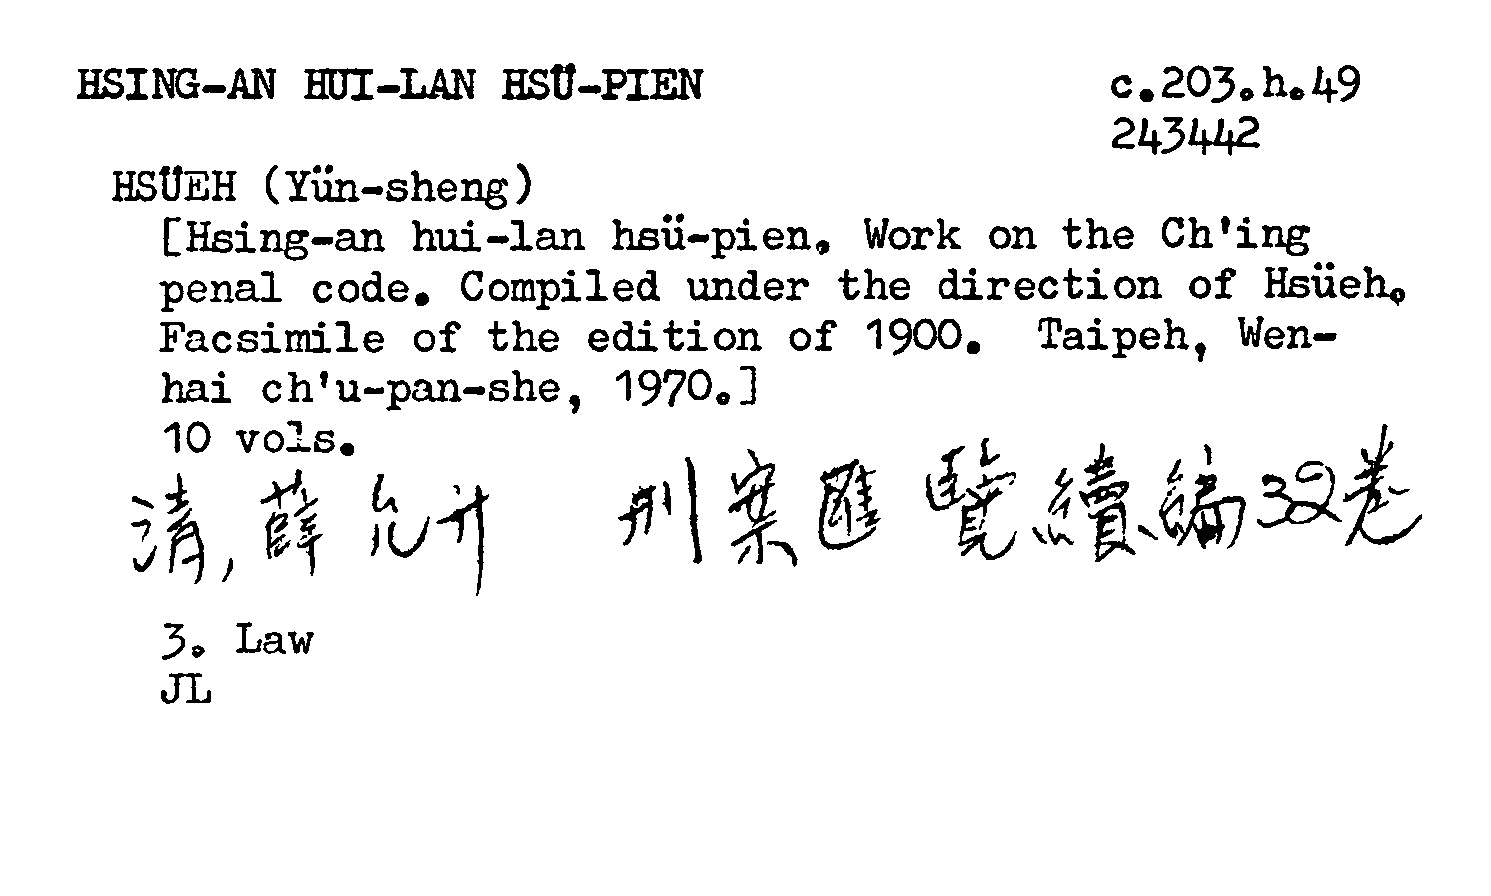 HSING-AN HUI-LAN HSÜ-PIEN c.203.h.49
243442
HSÜEH (Yün-sheng)
[Hsing-an hui-lan hsü-pien. Work on the Ch'ing
penal code. Compiled under the direction of Hsüeh.
Facsimile of the edition of 1900. Taipeh, Wen-
hai ch'u-pan-she, 1970.]
10 vols.
清,薛允升 刑案匯覽續編32卷
3. Law
JL